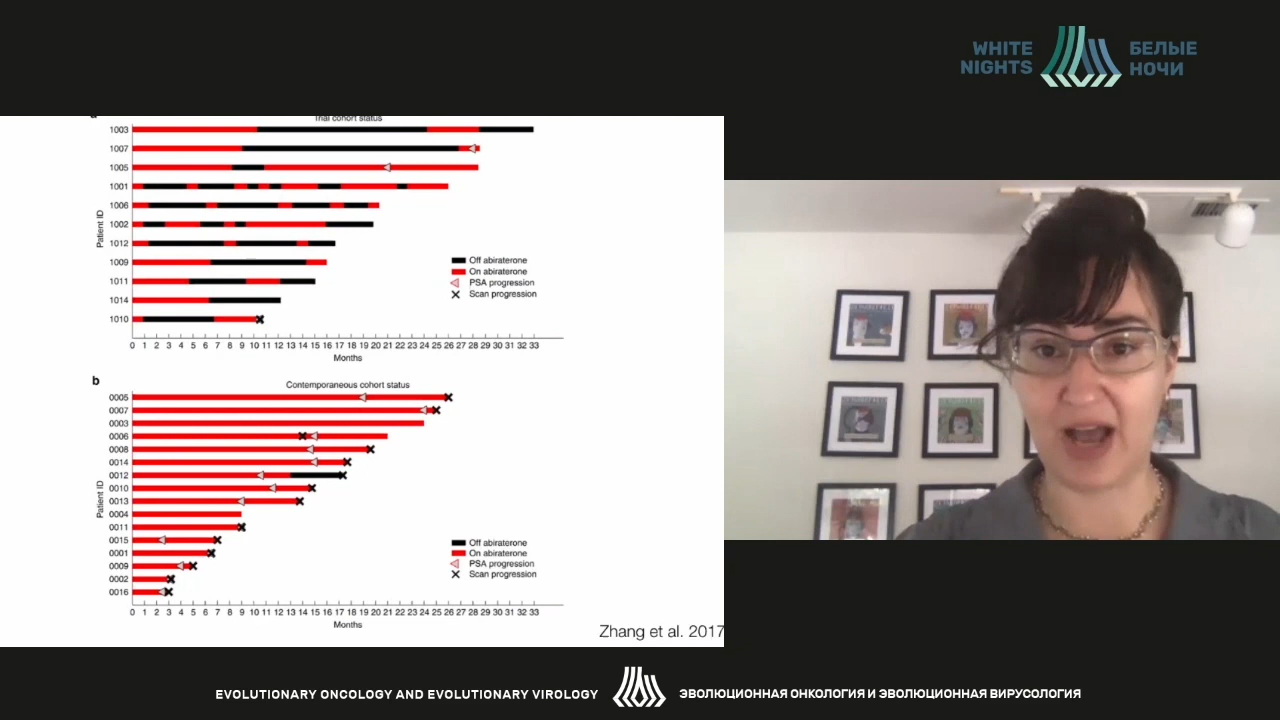 WHITE NIGHTS
БЕЛЫЕ НОЧИ
Trial cohort status
1003
1007
1005
1001
1006
1002
1012
1009
1011
1014
1010
Patient ID
Off abiraterone
On abiraterone
PSA progression
Scan progression
0 1 2 3 4 5 6 7 8 9 10 11 12 13 14 15 16 17 18 19 20 21 22 23 24 25 26 27 28 29 30 31 32 33
Months
b
Contemporaneous cohort status
0005
0007
0003
0006
0008
0014
0012
0010
0013
0004
0011
0015
0001
0009
0002
0016
Patient ID
Off abiraterone
On abiraterone
PSA progression
Scan progression
0 1 2 3 4 5 6 7 8 9 10 11 12 13 14 15 16 17 18 19 20 21 22 23 24 25 26 27 28 29 30 31 32 33
Months
Zhang et al. 2017
EVOLUTIONARY ONCOLOGY AND EVOLUTIONARY VIROLOGY
ЭВОЛЮЦИОННАЯ ОНКОЛОГИЯ И ЭВОЛЮЦИОННАЯ ВИРУСОЛОГИЯ